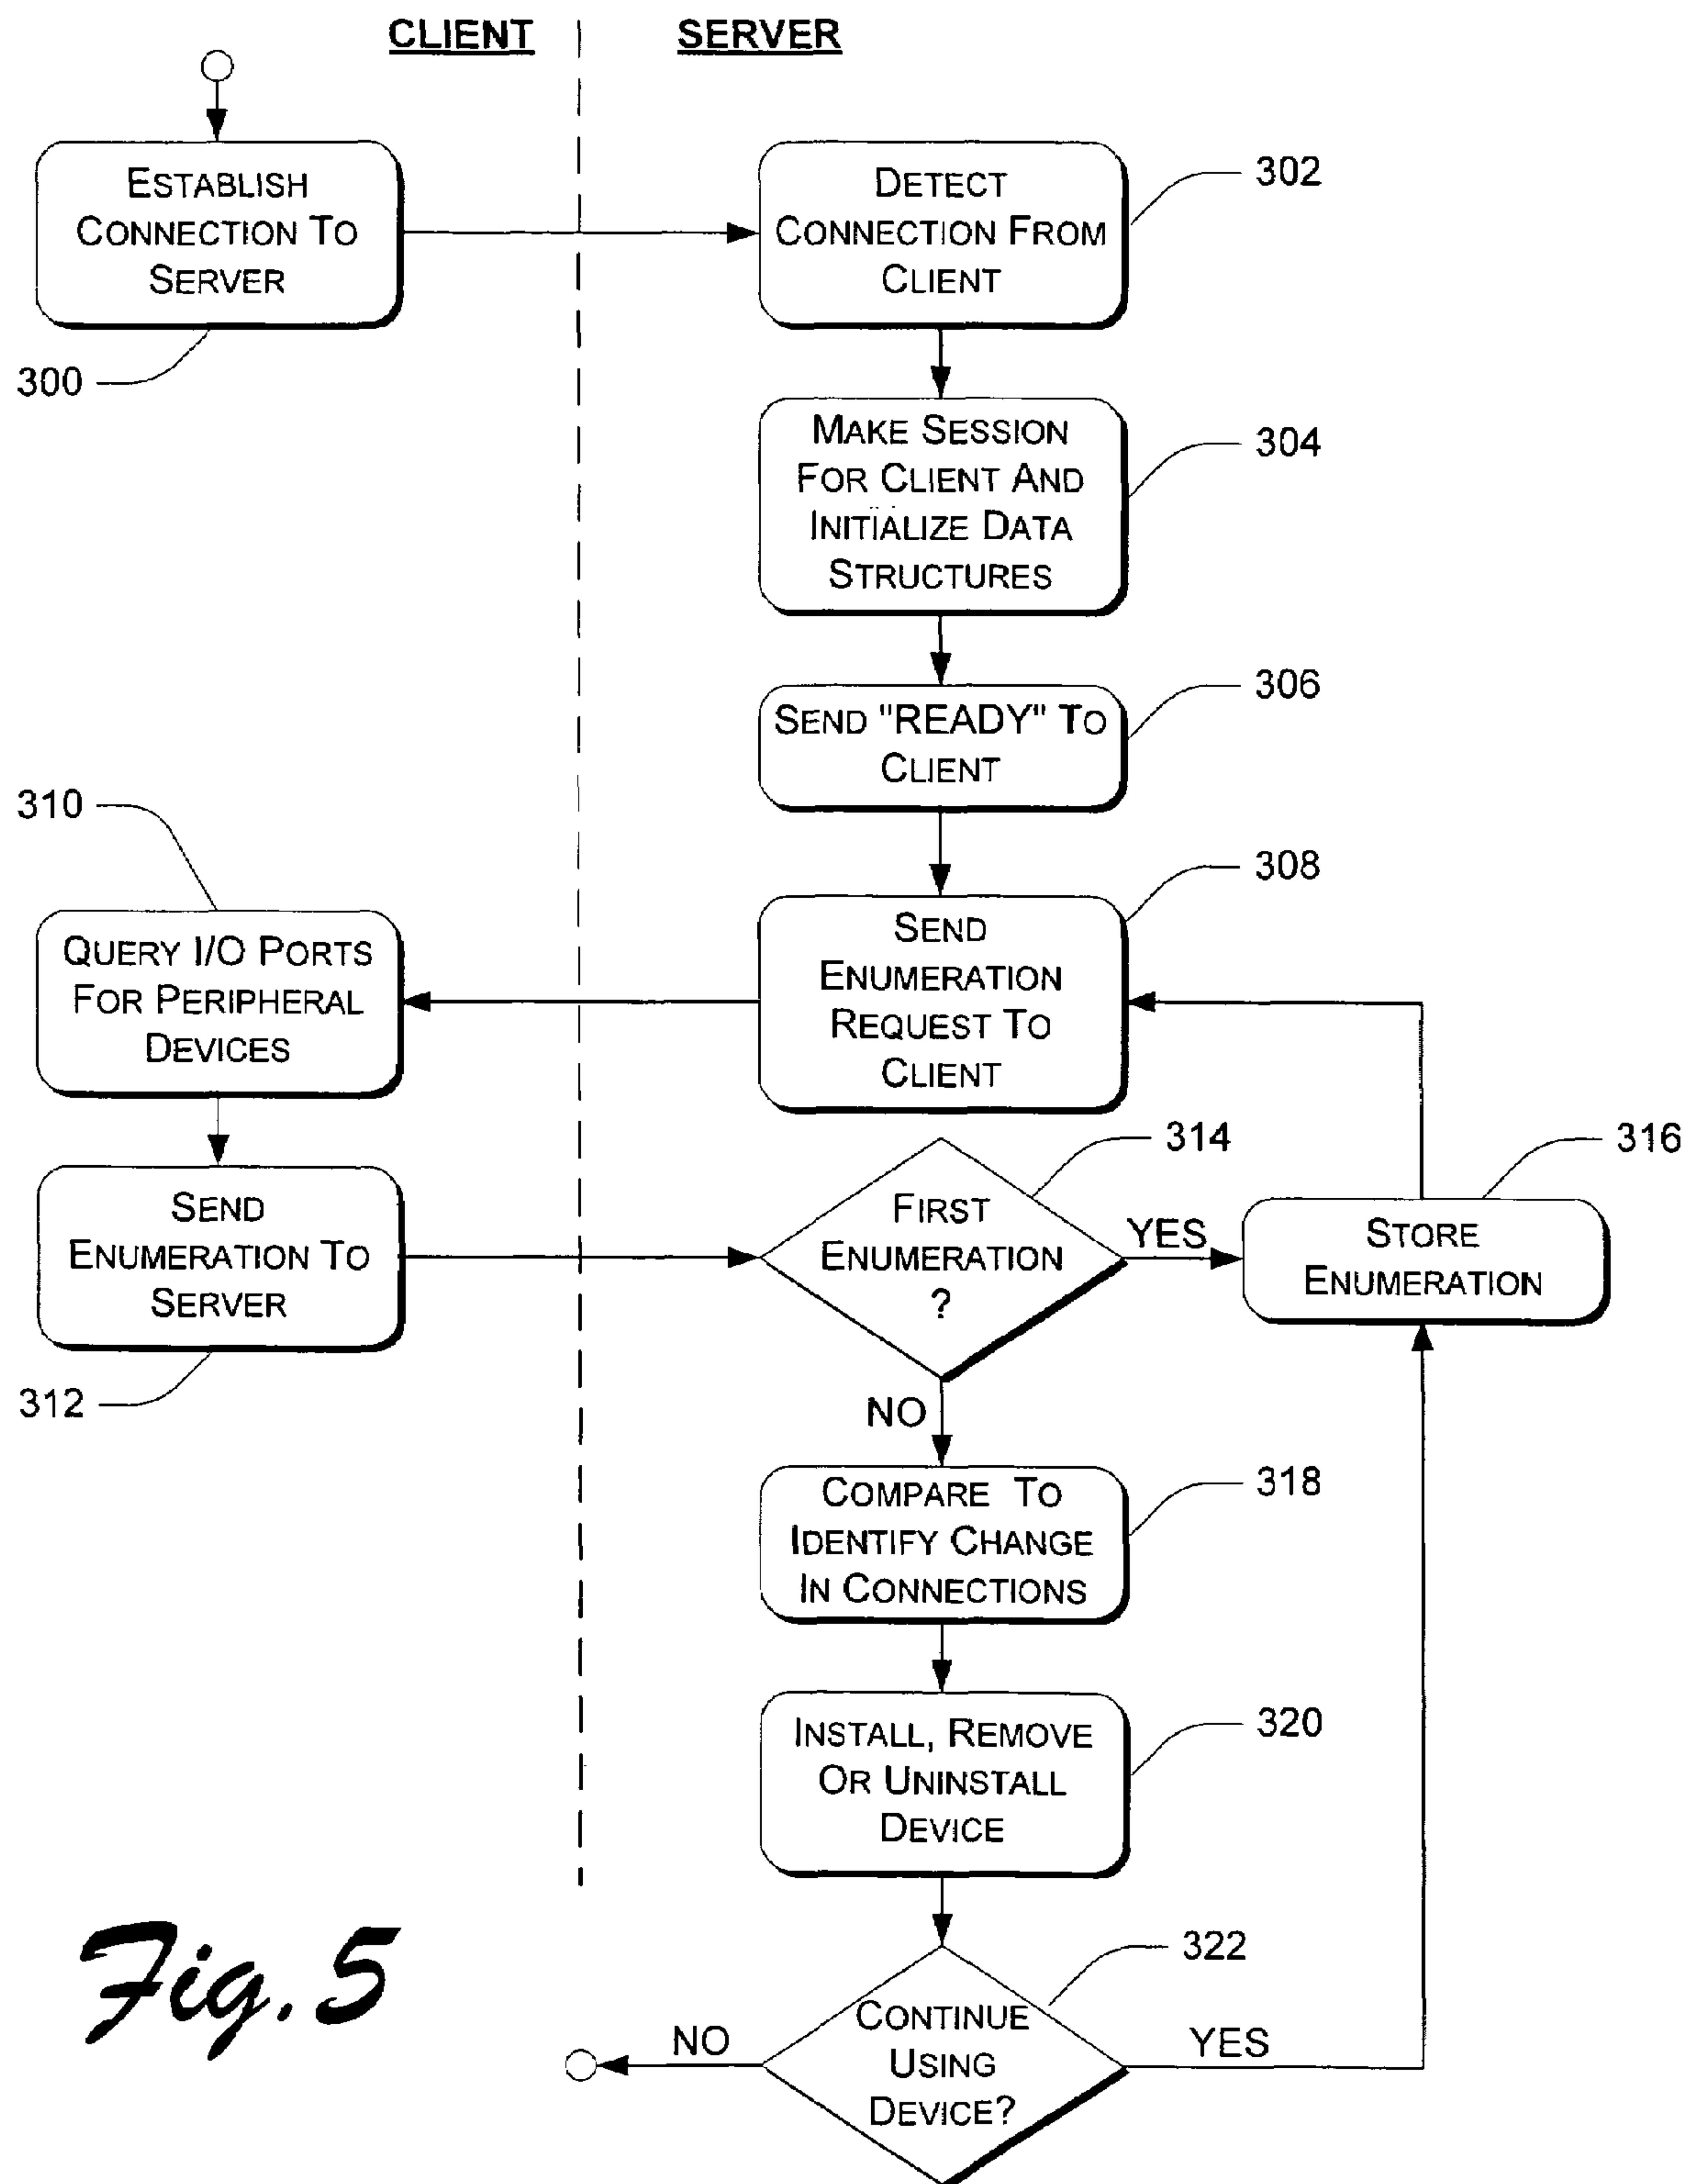 CLIENT
SERVER
ESTABLISH
CONNECTION TO
SERVER
300
DETECT
CONNECTION FROM
CLIENT
302
MAKE SESSION
FOR CLIENT AND
INITIALIZE DATA
STRUCTURES
304
SEND "READY" TO
CLIENT
306
SEND
ENUMERATION
REQUEST TO
CLIENT
308
310
QUERY I/O PORTS
FOR PERIPHERAL
DEVICES
SEND
ENUMERATION TO
SERVER
312
FIRST
ENUMERATION
?
314
YES
STORE
ENUMERATION
316
NO
COMPARE TO
IDENTIFY CHANGE
IN CONNECTIONS
318
INSTALL, REMOVE
OR UNINSTALL
DEVICE
320
CONTINUE
USING
DEVICE?
322
NO
YES
Fig. 5